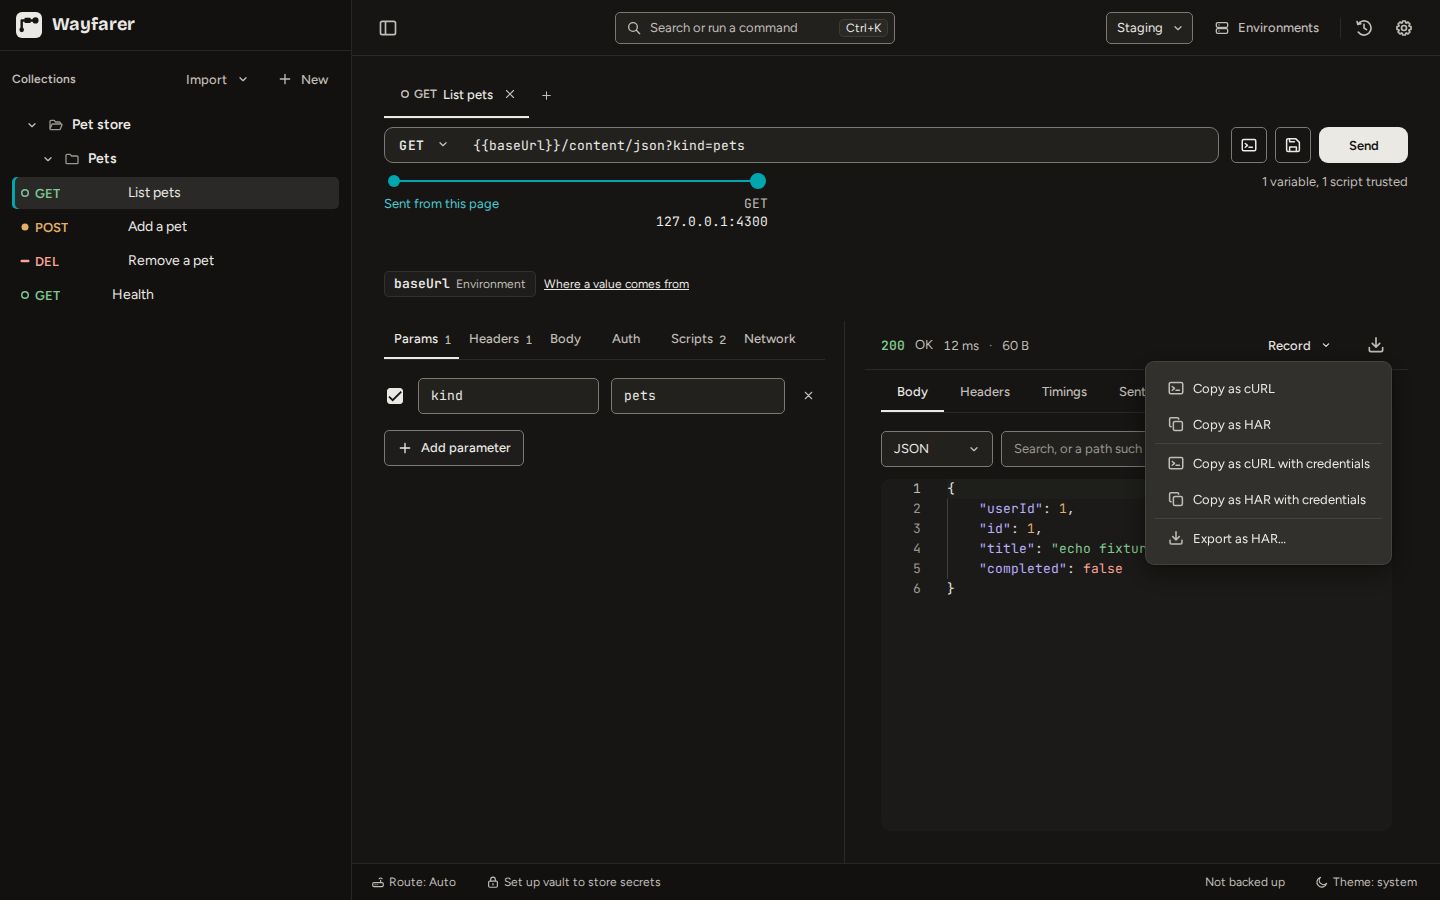 Wayfarer
Search or run a command
Ctrl+K
Staging
Environments
Collections
Import
New
Pet store
Pets
GET List pets
POST Add a pet
DEL Remove a pet
GET Health
GET List pets
GET
{{baseUrl}}/content/json?kind=pets
Send
1 variable, 1 script trusted
Sent from this page
GET
127.0.0.1:4300
baseUrl Environment
Where a value comes from
Params 1
Headers 1
Body
Auth
Scripts 2
Network
kind
pets
Add parameter
200 OK 12 ms · 60 B
Record
Body
Headers
Timings
Sent
JSON
Search, or a path such
1 {
2 "userId": 1,
3 "id": 1,
4 "title": "echo fixtur
5 "completed": false
6 }
Copy as cURL
Copy as HAR
Copy as cURL with credentials
Copy as HAR with credentials
Export as HAR...
Route: Auto
Set up vault to store secrets
Not backed up
Theme: system